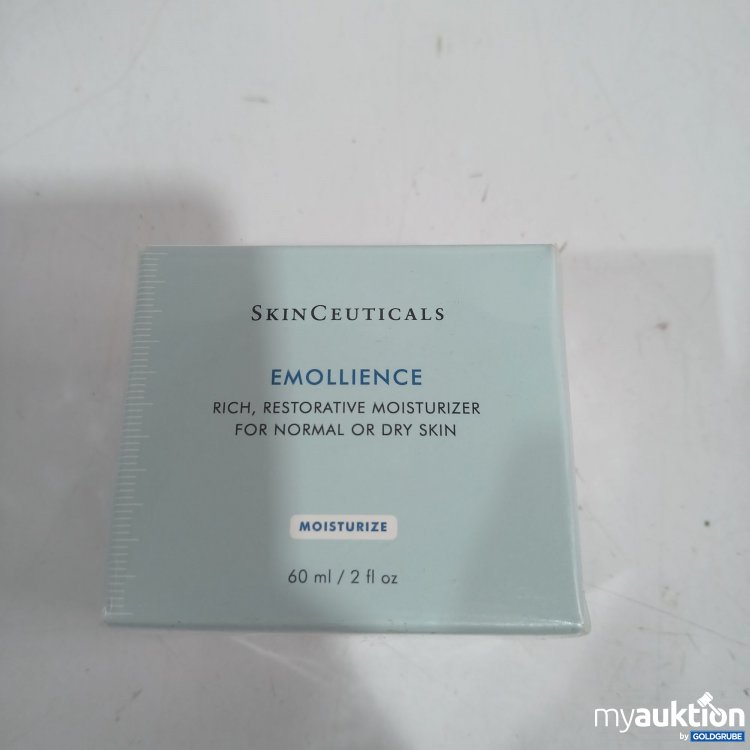 SKINCEUTICALS
EMOLLIENCE
RICH, RESTORATIVE MOISTURIZER
FOR NORMAL OR DRY SKIN
MOISTURIZE
60 ml / 2 fl oz
myauktion
by GOLDGRUBE